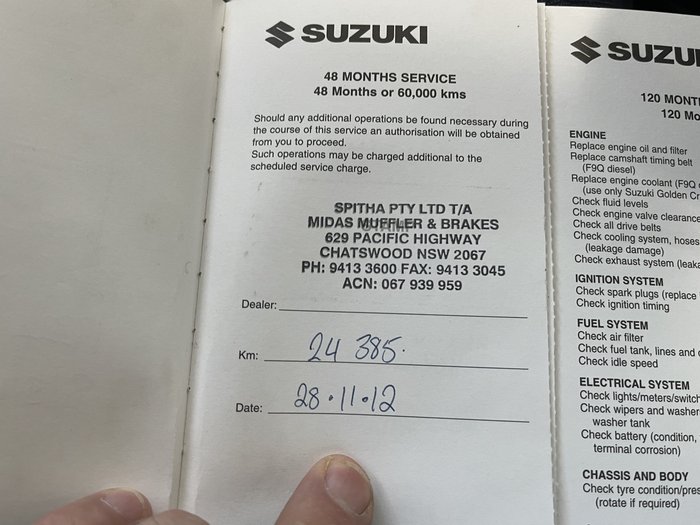 SUZUKI
48 MONTHS SERVICE
48 Months or 60,000 kms
Should any additional operations be found necessary during
the course of this service an authorisation will be obtained
from you to proceed.
Such operations may be charged additional to the
scheduled service charge.
SPITHA PTY LTD T/A
MIDAS MUFFLER & BRAKES
629 PACIFIC HIGHWAY
CHATSWOOD NSW 2067
PH: 9413 3600 FAX: 9413 3045
ACN: 067 939 959
Dealer:
Km: 24 385.
Date: 28.11.12
SUZU
120 MONT
120 Mo
ENGINE
Replace engine oil and filter
Replace camshaft timing belt
(F9Q diesel)
Replace engine coolant (F9Q
(use only Suzuki Golden Cr
Check fluid levels
Check engine valve clearance
Check all drive belts
Check cooling system, hoses
(leakage damage)
Check exhaust system (leaka
IGNITION SYSTEM
Check spark plugs (replace
Check ignition timing
FUEL SYSTEM
Check air filter
Check fuel tank, lines and
Check idle speed
ELECTRICAL SYSTEM
Check lights/meters/switch
Check wipers and washer
washer tank
Check battery (condition,
terminal corrosion)
CHASSIS AND BODY
Check tyre condition/pres
(rotate if required)